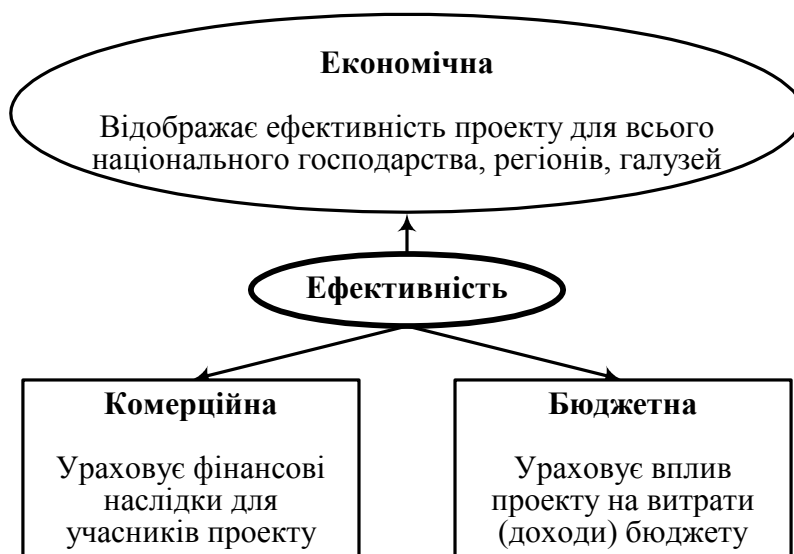 Економічна
Відображає ефективність проекту для всього
національного господарства, регіонів, галузей
Ефективність
Комерційна
Ураховує фінансові
наслідки для
учасників проекту
Бюджетна
Ураховує вплив
проекту на витрати
(доходи) бюджету